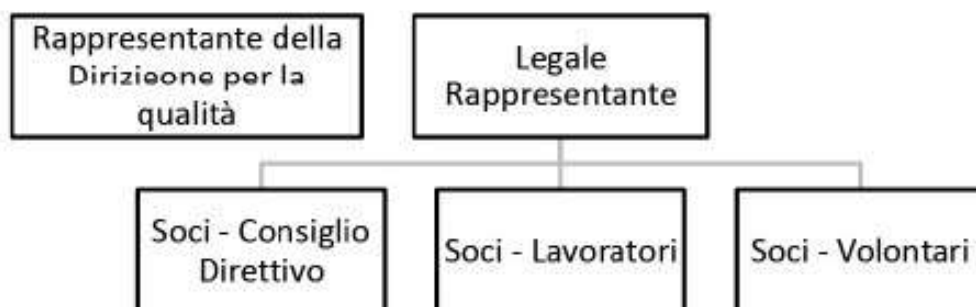 Rappresentante della
Dirizieone per la
qualità
Legale
Rappresentante
Soci - Consiglio
Direttivo
Soci - Lavoratori
Soci - Volontari